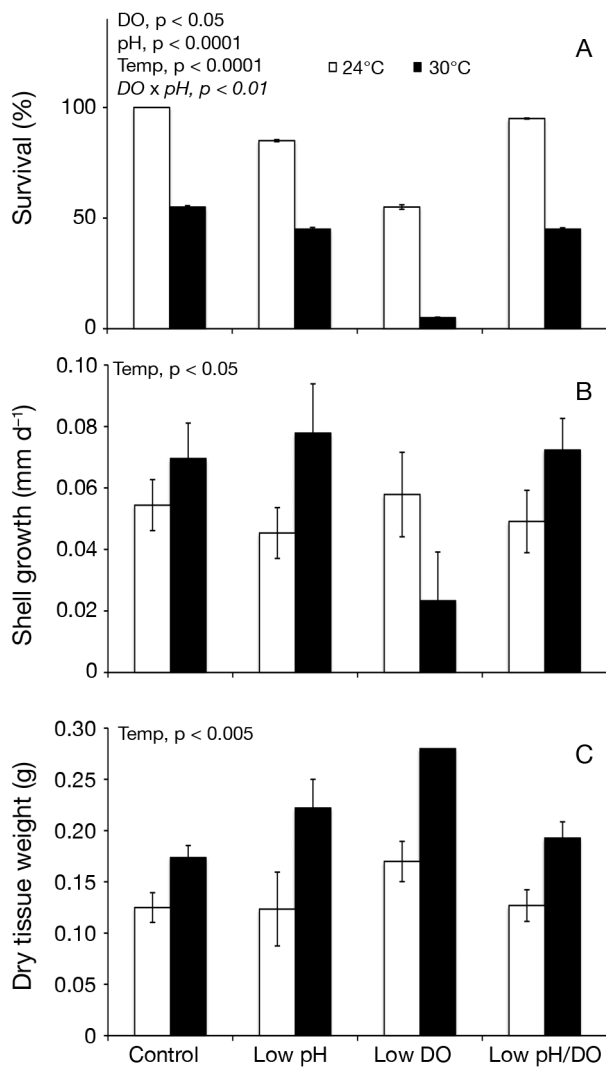 DO, p < 0.05
pH, p < 0.0001
Temp, p < 0.0001
DO x pH, p < 0.01
24°C 30°C
A
Survival (%)
100
50
0
Temp, p < 0.05
B
Shell growth (mm d⁻¹)
0.10
0.08
0.06
0.04
0.02
0
Temp, p < 0.005
C
Dry tissue weight (g)
0.30
0.25
0.20
0.15
0.10
0.05
0
Control Low pH Low DO Low pH/DO